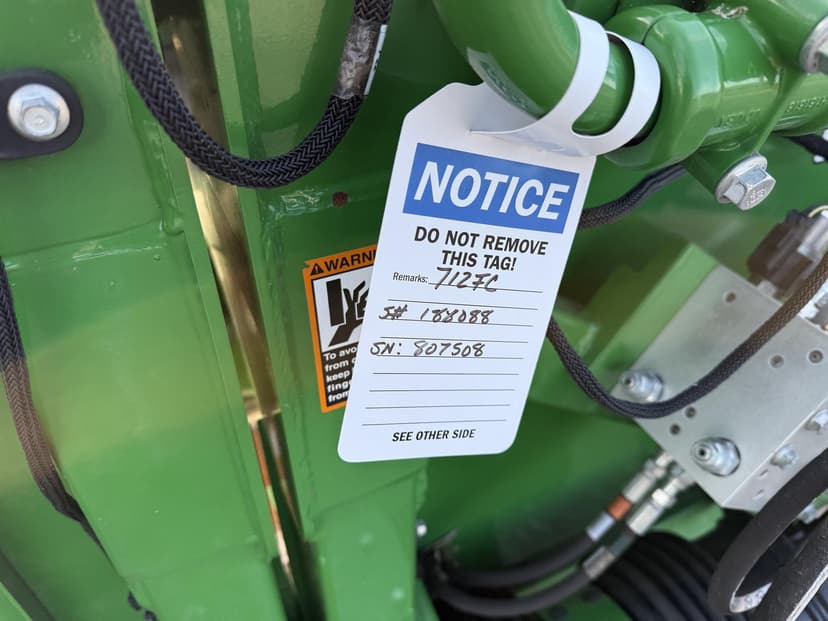 NOTICE
DO NOT REMOVE
THIS TAG!
Remarks: 712FC
S# 188088
SN: 807508
SEE OTHER SIDE
WARN
To avo
from
keep
fing
from